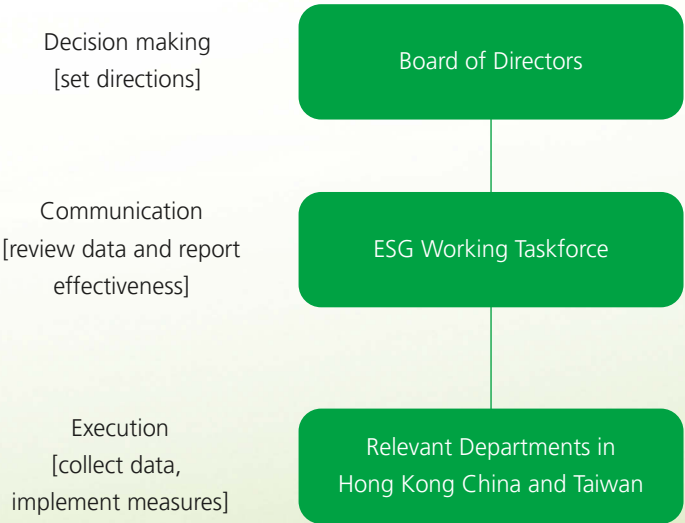 Decision making
[set directions]
Board of Directors
Communication
[review data and report
effectiveness]
ESG Working Taskforce
Execution
[collect data,
implement measures]
Relevant Departments in
Hong Kong China and Taiwan